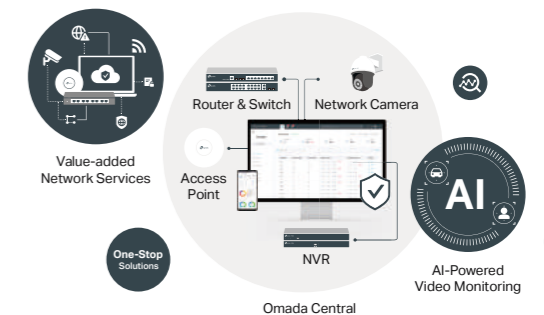 Router & Switch
Network Camera
Value-added
Network Services
Access
Point
AI
One-Stop
Solutions
NVR
AI-Powered
Video Monitoring
Omada Central